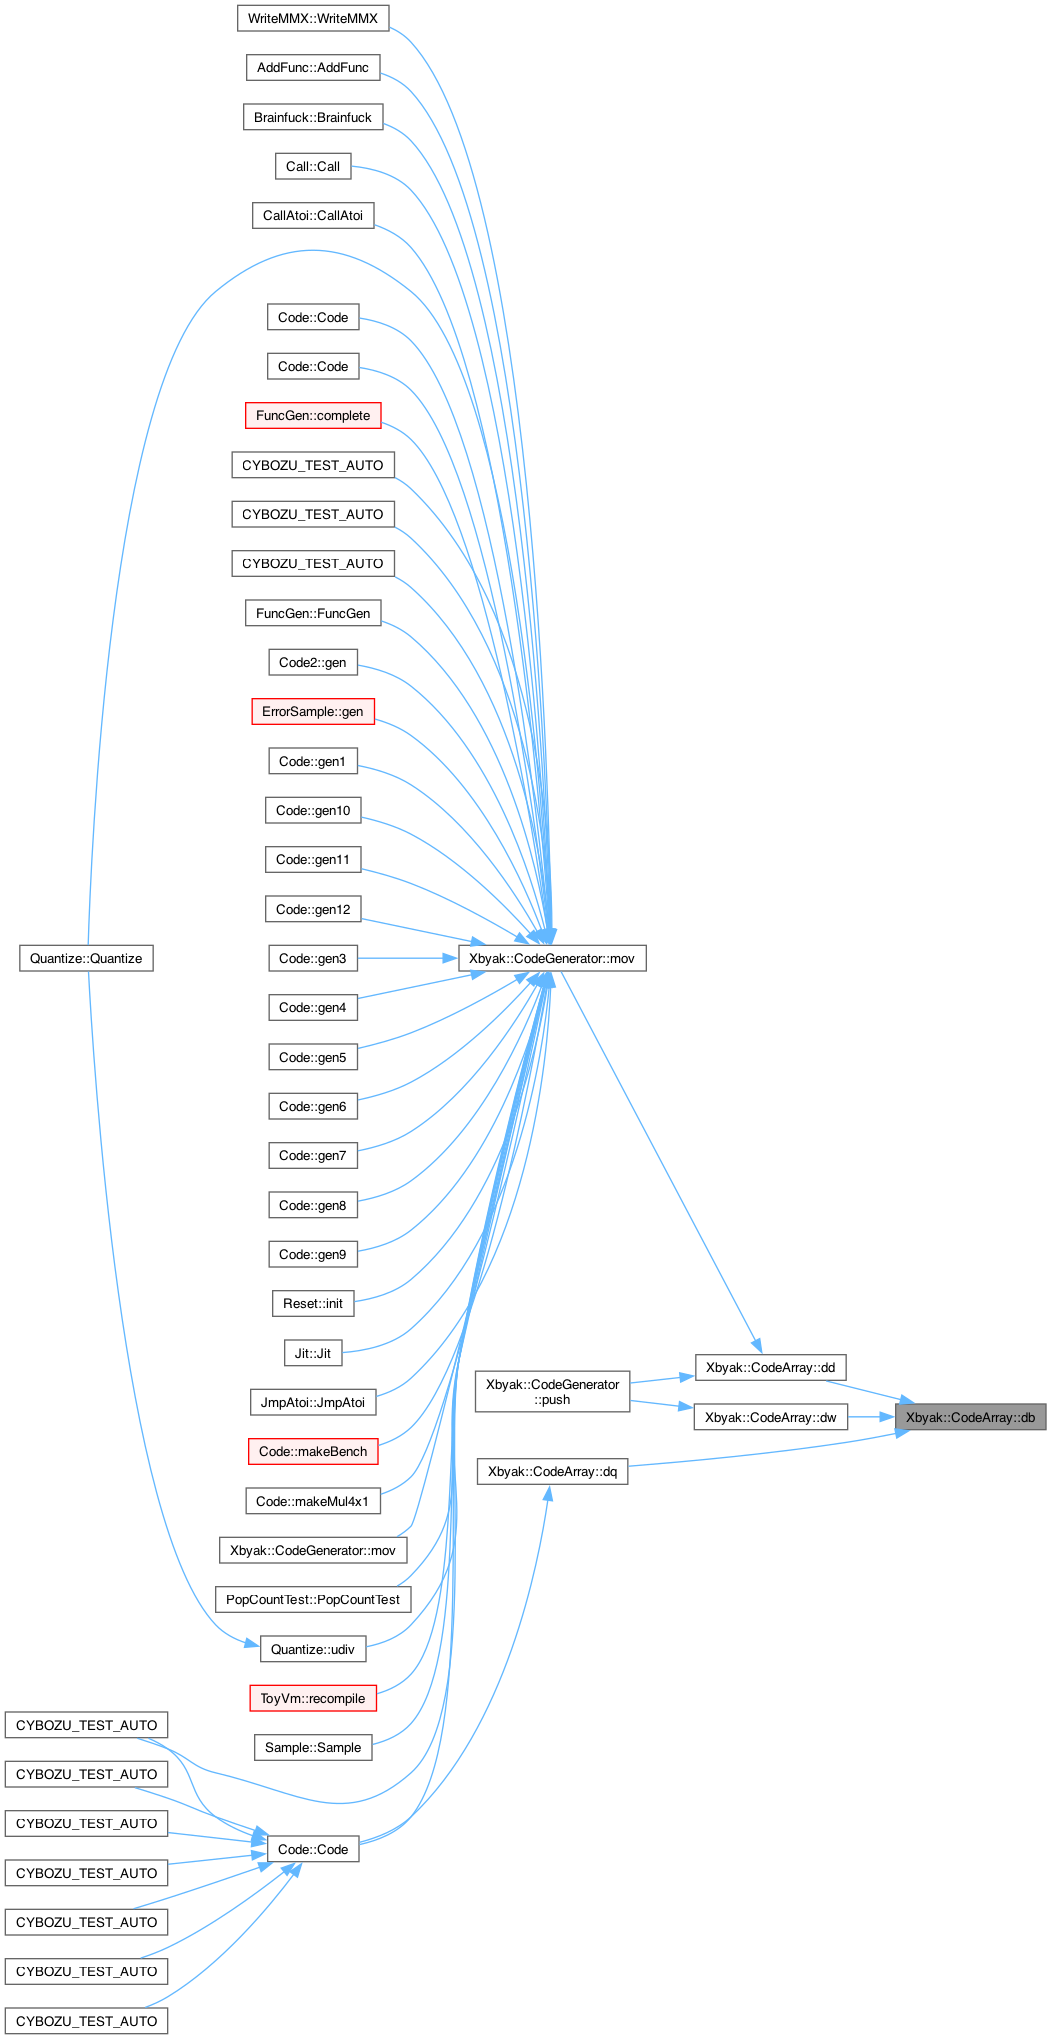 WriteMMX::WriteMMX
AddFunc::AddFunc
Brainfuck::Brainfuck
Call::Call
CallAtoi::CallAtoi
Code::Code
Code::Code
FuncGen::complete
CYBOZU_TEST_AUTO
CYBOZU_TEST_AUTO
CYBOZU_TEST_AUTO
FuncGen::FuncGen
Code2::gen
ErrorSample::gen
Code::gen1
Code::gen10
Code::gen11
Code::gen12
Quantize::Quantize
Code::gen3
Xbyak::CodeGenerator::mov
Code::gen4
Code::gen5
Code::gen6
Code::gen7
Code::gen8
Code::gen9
Reset::init
Jit::Jit
Xbyak::CodeArray::dd
Xbyak::CodeGenerator
::push
JmpAtoi::JmpAtoi
Xbyak::CodeArray::dw
Xbyak::CodeArray::db
Code::makeBench
Xbyak::CodeArray::dq
Code::makeMul4x1
Xbyak::CodeGenerator::mov
PopCountTest::PopCountTest
Quantize::udiv
ToyVm::recompile
CYBOZU_TEST_AUTO
Sample::Sample
CYBOZU_TEST_AUTO
CYBOZU_TEST_AUTO
Code::Code
CYBOZU_TEST_AUTO
CYBOZU_TEST_AUTO
CYBOZU_TEST_AUTO
CYBOZU_TEST_AUTO